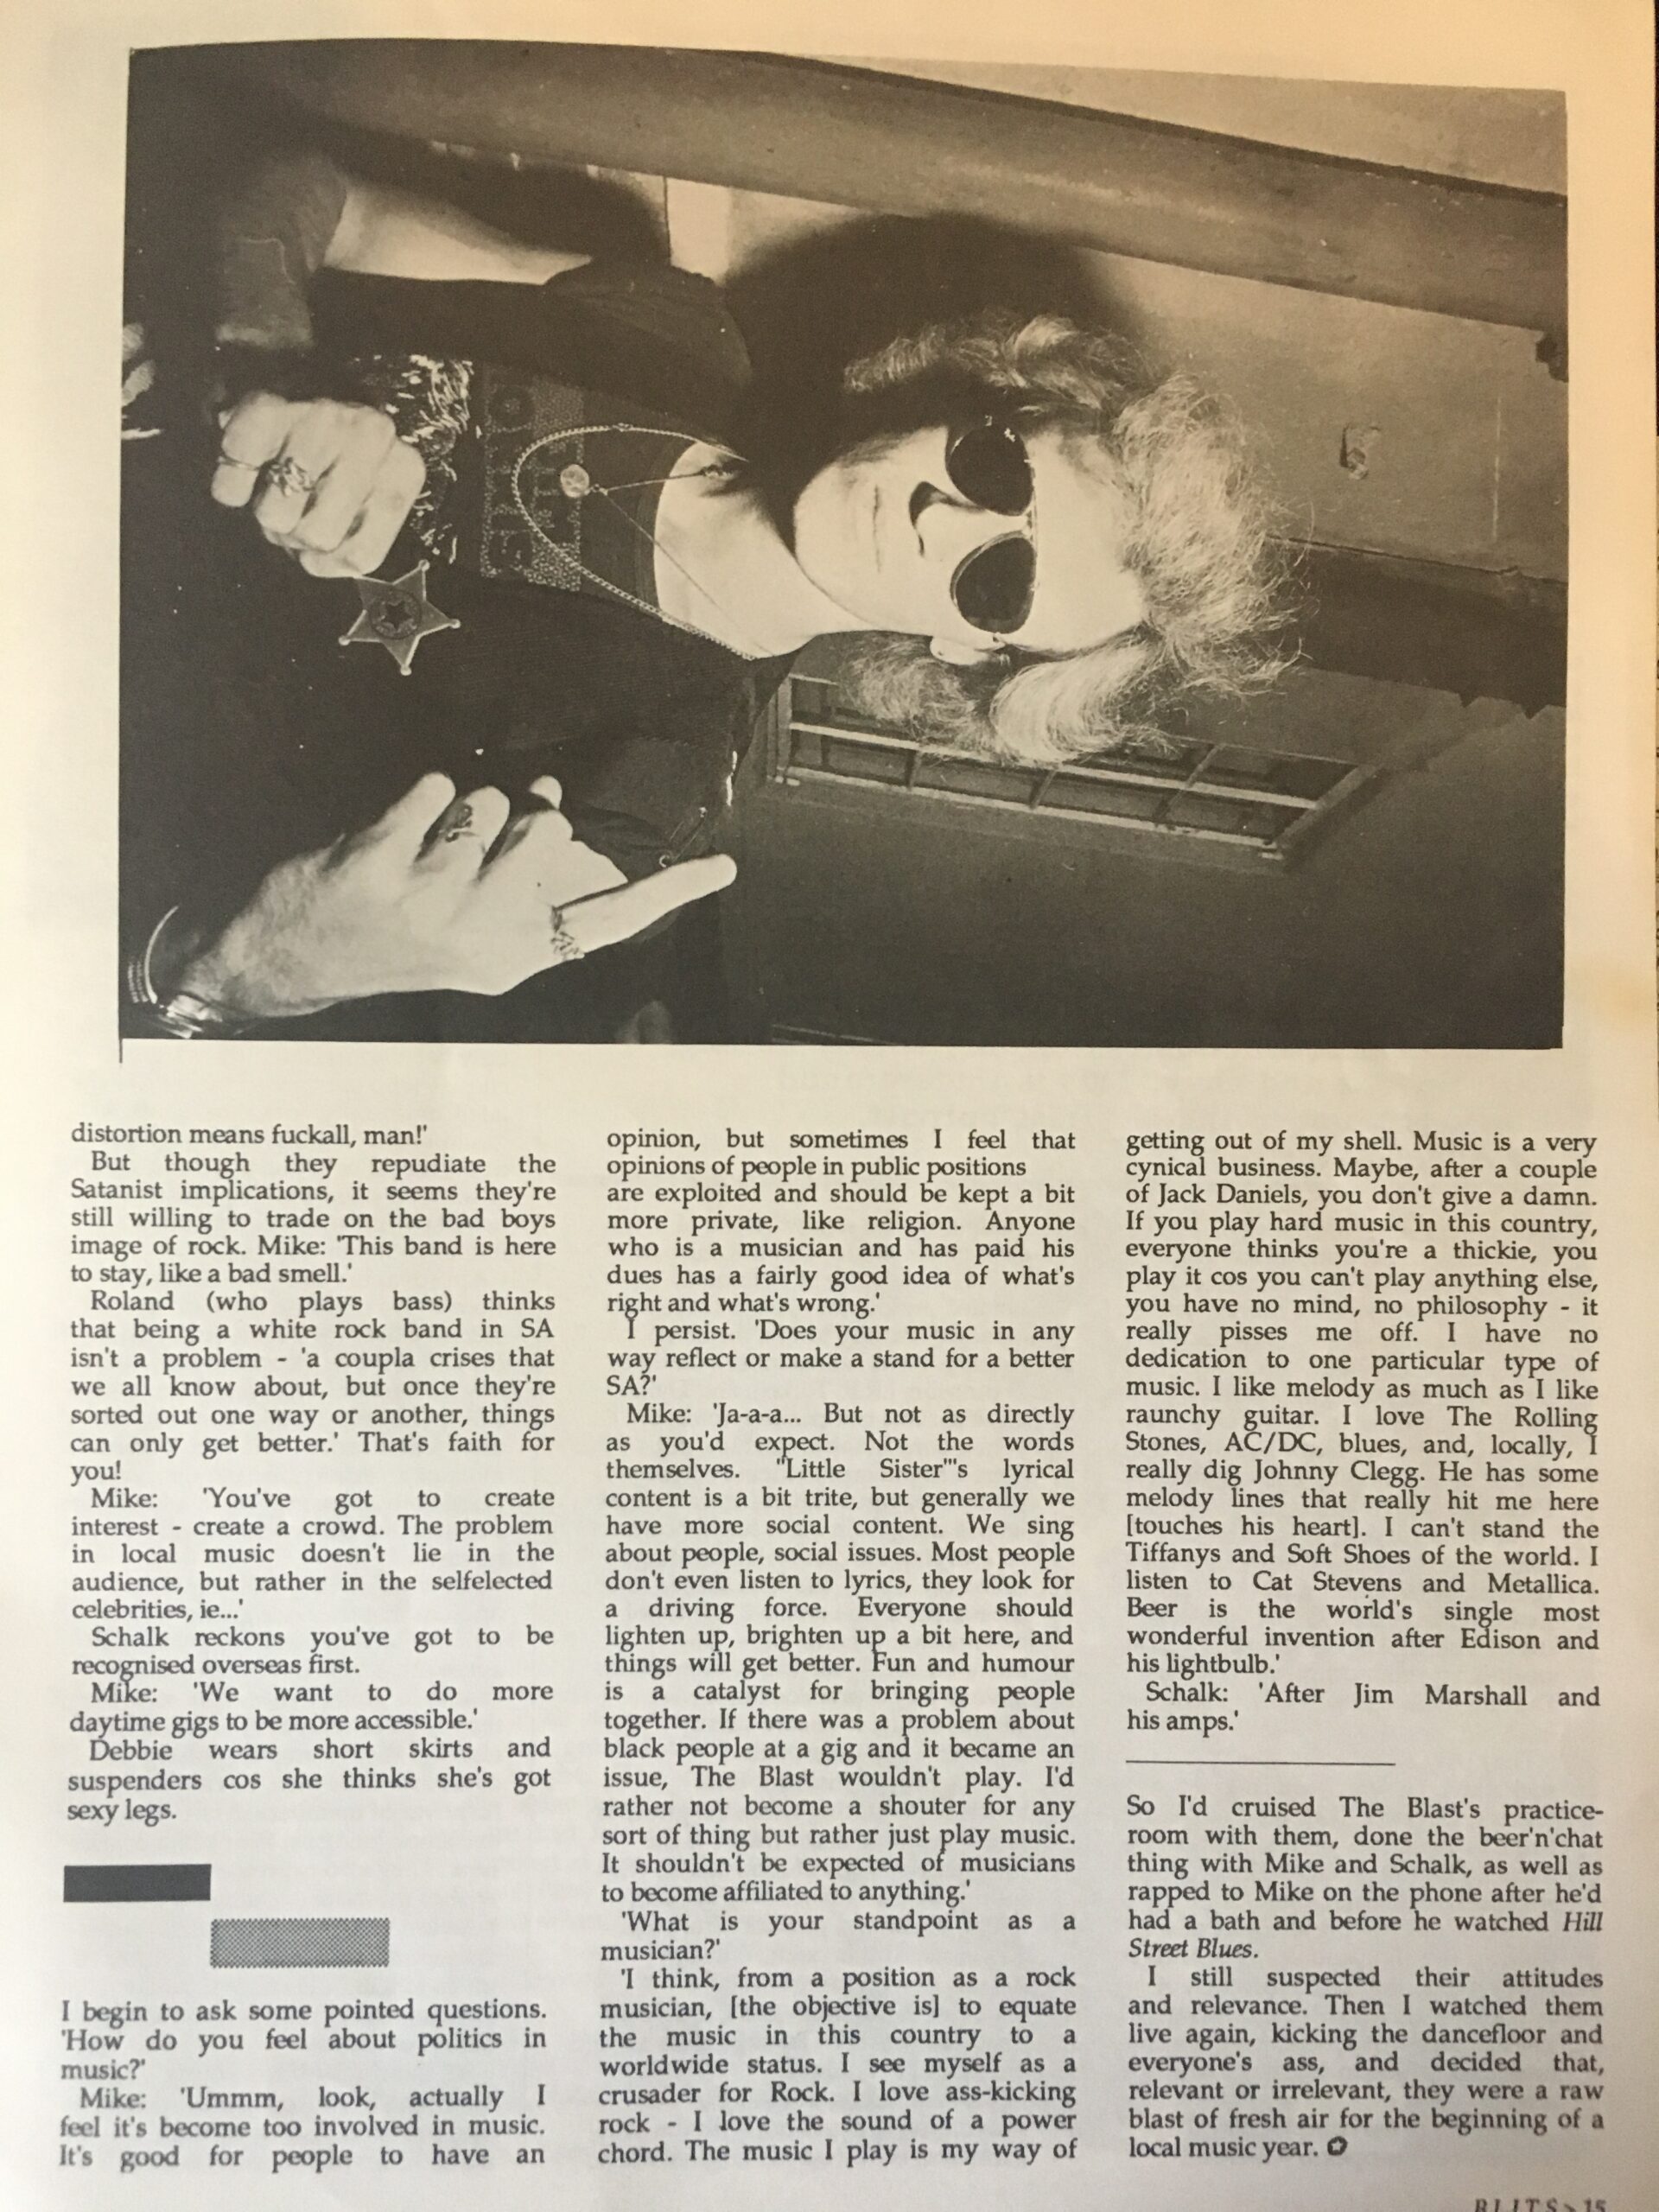 distortion means fuckall, man!'
But though they repudiate the
Satanist implications, it seems they're
still willing to trade on the bad boys
image of rock. Mike: 'This band is here
to stay, like a bad smell.'
Roland (who plays bass) thinks
that being a white rock band in SA
isn't a problem - 'a coupla crises that
we all know about, but once they're
sorted out one way or another, things
can only get better.' That's faith for
you!
Mike: 'You've got to create
interest - create a crowd. The problem
in local music doesn't lie in the
audience, but rather in the selfelected
celebrities, ie...'
Schalk reckons you've got to be
recognised overseas first.
Mike: 'We want to do more
daytime gigs to be more accessible.'
Debbie wears short skirts and
suspenders cos she thinks she's got
sexy legs.
I begin to ask some pointed questions.
'How do you feel about politics in
music?'
Mike: 'Ummm, look, actually I
feel it's become too involved in music.
It's good for people to have an
opinion, but sometimes I feel that
opinions of people in public positions
are exploited and should be kept a bit
more private, like religion. Anyone
who is a musician and has paid his
dues has a fairly good idea of what's
right and what's wrong.'
I persist. 'Does your music in any
way reflect or make a stand for a better
SA?'
Mike: 'Ja-a-a... But not as directly
as you'd expect. Not the words
themselves. "Little Sister"'s lyrical
content is a bit trite, but generally we
have more social content. We sing
about people, social issues. Most people
don't even listen to lyrics, they look for
a driving force. Everyone should
lighten up, brighten up a bit here, and
things will get better. Fun and humour
is a catalyst for bringing people
together. If there was a problem about
black people at a gig and it became an
issue, The Blast wouldn't play. I'd
rather not become a shouter for any
sort of thing but rather just play music.
It shouldn't be expected of musicians
to become affiliated to anything.'
'What is your standpoint as a
musician?'
'I think, from a position as a rock
musician, [the objective is] to equate
the music in this country to a
worldwide status. I see myself as a
crusader for Rock. I love ass-kicking
rock - I love the sound of a power
chord. The music I play is my way of
getting out of my shell. Music is a very
cynical business. Maybe, after a couple
of Jack Daniels, you don't give a damn.
If you play hard music in this country,
everyone thinks you're a thickie, you
play it cos you can't play anything else,
you have no mind, no philosophy - it
really pisses me off. I have no
dedication to one particular type of
music. I like melody as much as I like
raunchy guitar. I love The Rolling
Stones, AC/DC, blues, and, locally, I
really dig Johnny Clegg. He has some
melody lines that really hit me here
[touches his heart]. I can't stand the
Tiffanys and Soft Shoes of the world. I
listen to Cat Stevens and Metallica.
Beer is the world's single most
wonderful invention after Edison and
his lightbulb.'
Schalk: 'After Jim Marshall and
his amps.'
So I'd cruised The Blast's practice-
room with them, done the beer'n'chat
thing with Mike and Schalk, as well as
rapped to Mike on the phone after he'd
had a bath and before he watched Hill
Street Blues.
I still suspected their attitudes
and relevance. Then I watched them
live again, kicking the dancefloor and
everyone's ass, and decided that,
relevant or irrelevant, they were a raw
blast of fresh air for the beginning of a
local music year.
BLITS > 15